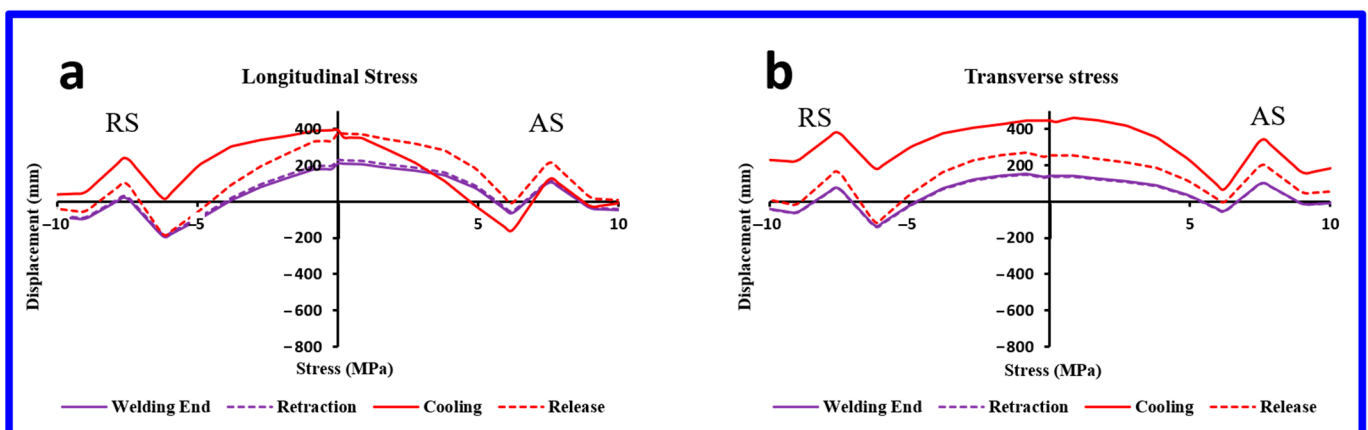 a
Longitudinal Stress
RS
AS
400
200
−10
−5
5
10
−200
−400
−600
−800
Displacement (mm)
Stress (MPa)
Welding End Retraction Cooling Release
b
Transverse stress
RS
AS
400
200
−10
−5
5
10
−200
−400
−600
−800
Displacement (mm)
Stress (MPa)
Welding End Retraction Cooling Release